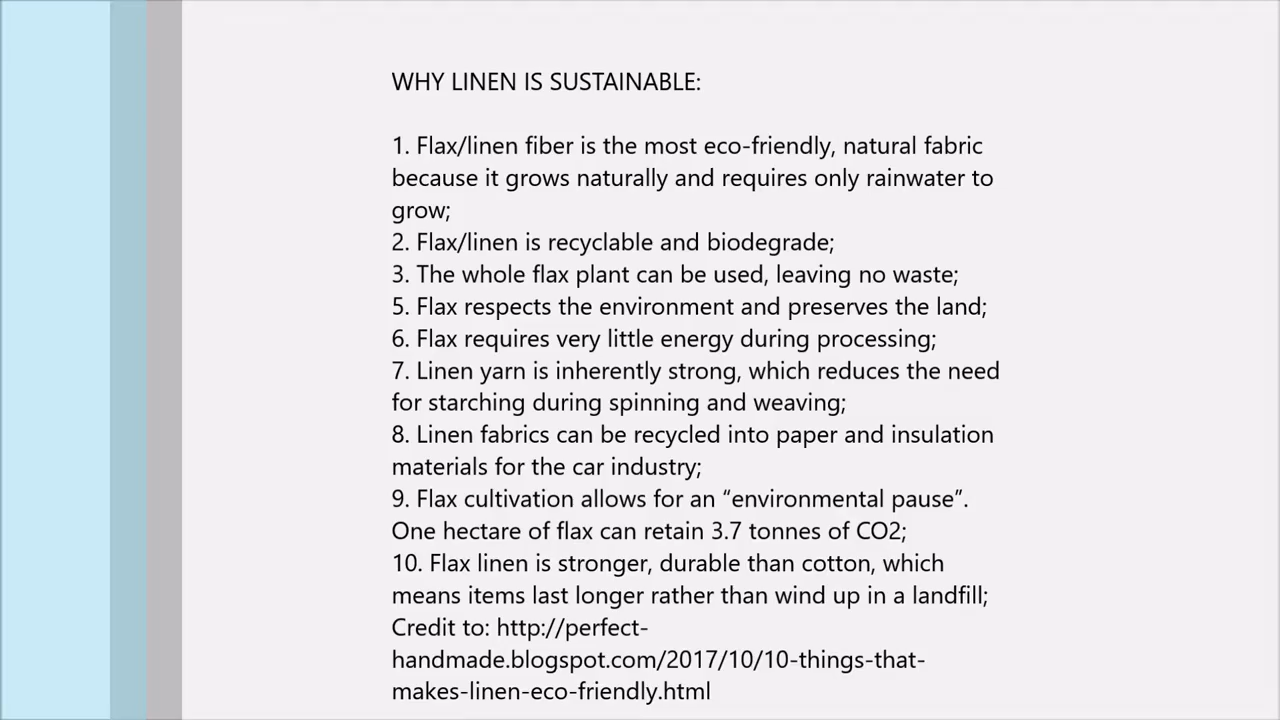 WHY LINEN IS SUSTAINABLE:
1. Flax/linen fiber is the most eco-friendly, natural fabric
because it grows naturally and requires only rainwater to
grow;
2. Flax/linen is recyclable and biodegrade;
3. The whole flax plant can be used, leaving no waste;
5. Flax respects the environment and preserves the land;
6. Flax requires very little energy during processing;
7. Linen yarn is inherently strong, which reduces the need
for starching during spinning and weaving;
8. Linen fabrics can be recycled into paper and insulation
materials for the car industry;
9. Flax cultivation allows for an “environmental pause”.
One hectare of flax can retain 3.7 tonnes of CO2;
10. Flax linen is stronger, durable than cotton, which
means items last longer rather than wind up in a landfill;
Credit to: http://perfect-
handmade.blogspot.com/2017/10/10-things-that-
makes-linen-eco-friendly.html